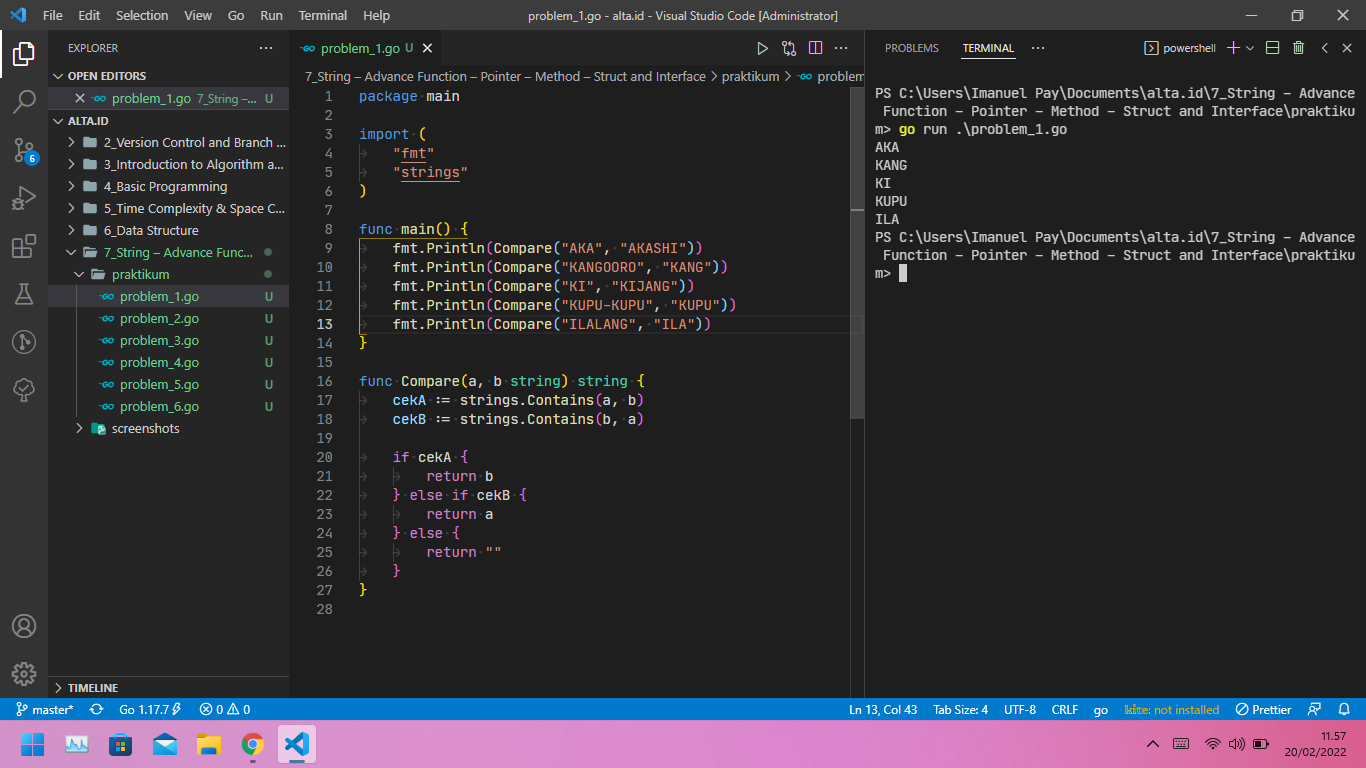 File Edit Selection View Go Run Terminal Help
problem_1.go - alta.id - Visual Studio Code [Administrator]
EXPLORER
OPEN EDITORS
problem_1.go 7_String –... U
ALTA.ID
2_Version Control and Branch ...
3_Introduction to Algorithm a...
4_Basic Programming
5_Time Complexity & Space C...
6_Data Structure
7_String – Advance Func...
praktikum
problem_1.go U
problem_2.go U
problem_3.go U
problem_4.go U
problem_5.go U
problem_6.go U
screenshots
TIMELINE
6
problem_1.go U
7_String – Advance Function – Pointer – Method – Struct and Interface > praktikum > problem
1 package main
2
3 import (
4 "fmt"
5 "strings"
6 )
7
8 func main() {
9 fmt.Println(Compare("AKA", "AKASHI"))
10 fmt.Println(Compare("KANGOORO", "KANG"))
11 fmt.Println(Compare("KI", "KIJANG"))
12 fmt.Println(Compare("KUPU-KUPU", "KUPU"))
13 fmt.Println(Compare("ILALANG", "ILA"))
14 }
15
16 func Compare(a, b string) string {
17 cekA := strings.Contains(a, b)
18 cekB := strings.Contains(b, a)
19
20 if cekA {
21 return b
22 } else if cekB {
23 return a
24 } else {
25 return ""
26 }
27 }
28
PROBLEMS TERMINAL
powershell
PS C:\Users\Imanuel Pay\Documents\alta.id\7_String – Advance
Function – Pointer – Method – Struct and Interface\praktiku
m> go run .\problem_1.go
AKA
KANG
KI
KUPU
ILA
PS C:\Users\Imanuel Pay\Documents\alta.id\7_String – Advance
Function – Pointer – Method – Struct and Interface\praktiku
m>
master* Go 1.17.7 0 0
Ln 13, Col 43 Tab Size: 4 UTF-8 CRLF go kite: not installed Prettier
11.57
20/02/2022